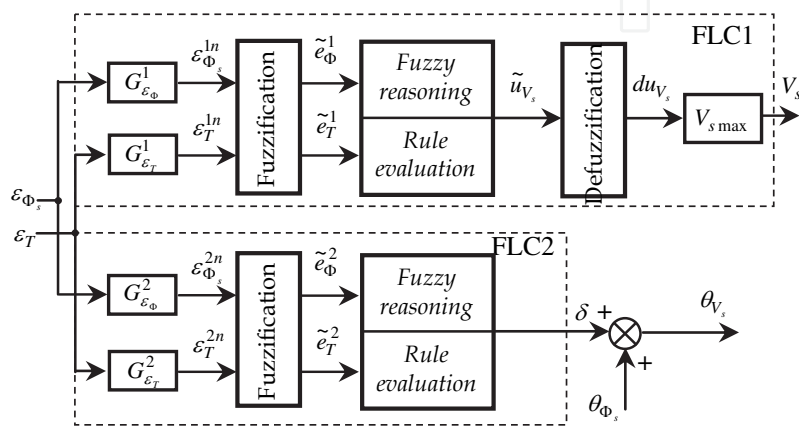 FLC1
G^1_{ε_Φ}
ε^{1n}_{Φ_s}
Fuzzification
ẽ^1_Φ
Fuzzy
reasoning
ũ_{V_s}
Defuzzification
du_{V_s}
V_{s max}
V_s
G^1_{ε_T}
ε^{1n}_T
ẽ^1_T
Rule
evaluation
ε_{Φ_s}
ε_T
FLC2
G^2_{ε_Φ}
ε^{2n}_{Φ_s}
Fuzzification
ẽ^2_Φ
Fuzzy
reasoning
G^2_{ε_T}
ε^{2n}_T
ẽ^2_T
Rule
evaluation
δ +
θ_{V_s}
+
θ_{Φ_s}